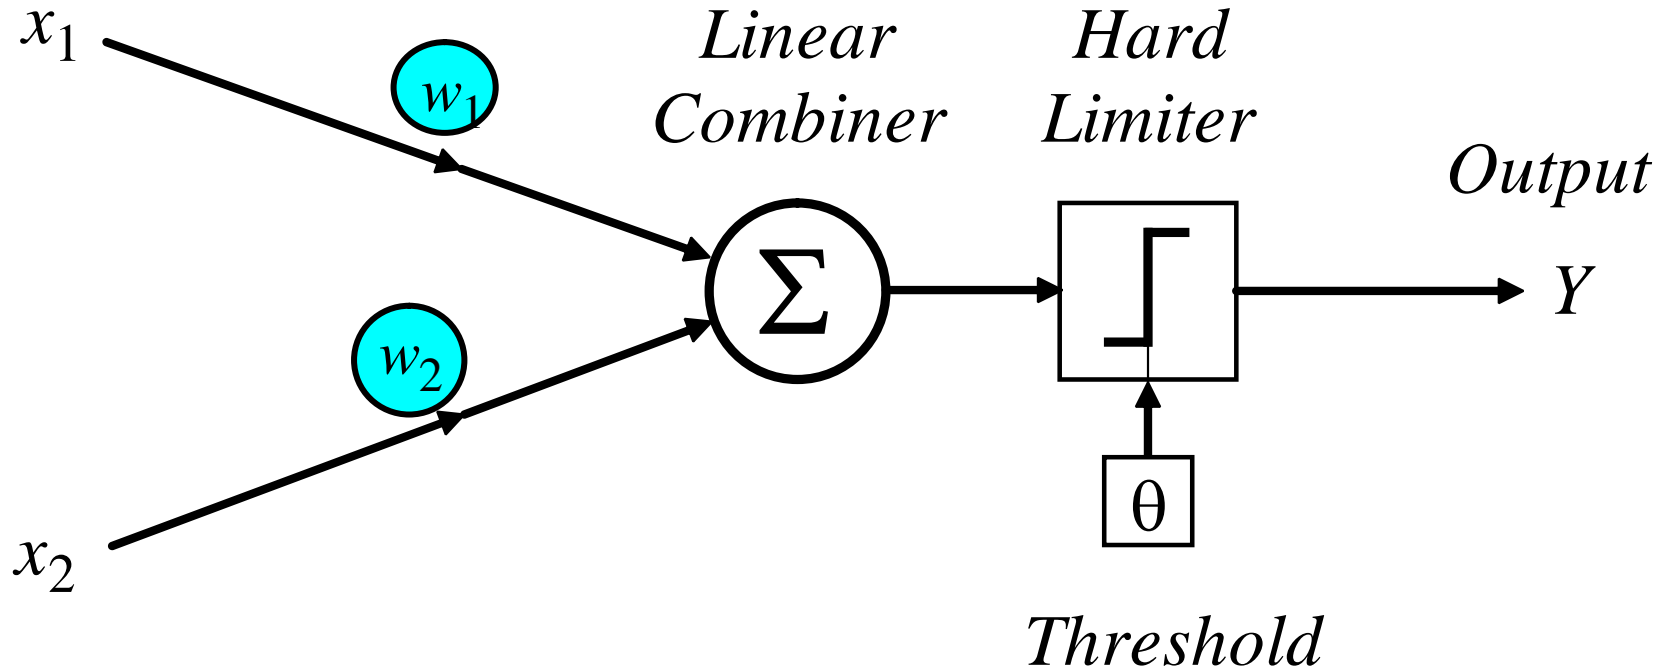 x1
w1
Linear
Combiner
Hard
Limiter
Output
Σ
Y
w2
θ
x2
Threshold